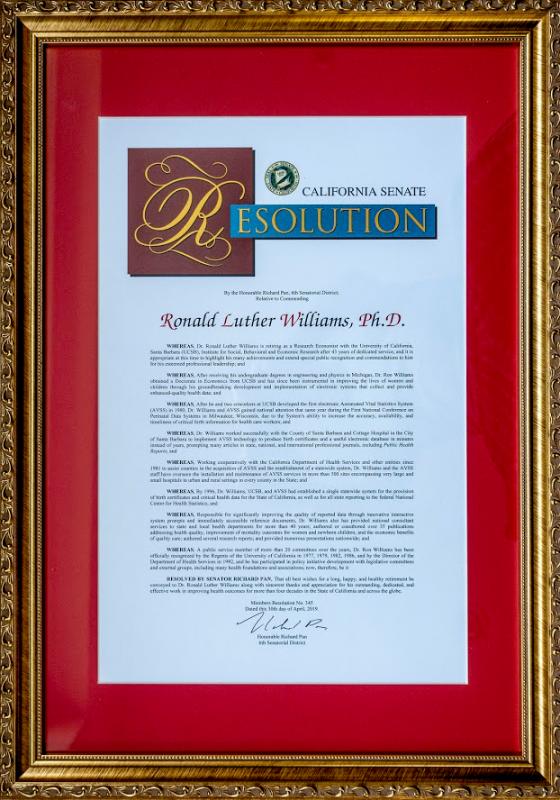 CALIFORNIA SENATE
RESOLUTION
By the Honorable Richard Pan, 6th Senatorial District;
Relative to Commending
Ronald Luther Williams, Ph.D.
WHEREAS, Dr. Ronald Luther Williams is retiring as a Research Economist with the University of California,
Santa Barbara (UCSB), Institute for Social, Behavioral and Economic Research after 43 years of dedicated service, and it is
appropriate at this time to highlight his many achievements and extend special public recognition and commendations to him
for his esteemed professional leadership; and
WHEREAS, After receiving his undergraduate degrees in engineering and physics in Michigan, Dr. Ron Williams
obtained a Doctorate in Economics from UCSB and has since been instrumental in improving the lives of women and
children through his groundbreaking development and implementation of electronic systems that collect and provide
enhanced-quality health data; and
WHEREAS, After he and two coworkers at UCSB developed the first electronic Automated Vital Statistics System
(AVSS) in 1980, Dr. Williams and AVSS gained national attention that same year during the First National Conference on
Perinatal Data Systems in Milwaukee, Wisconsin, due to the System's ability to increase the accuracy, availability, and
timeliness of critical birth information for health care workers; and
WHEREAS, Dr. Williams worked successfully with the County of Santa Barbara and Cottage Hospital in the City
of Santa Barbara to implement AVSS technology to produce birth certificates and a useful electronic database in minutes
instead of years, prompting many articles in state, national, and international professional journals, including Public Health
Reports; and
WHEREAS, Working cooperatively with the California Department of Health Services and other entities since
1981 to assist counties in the acquisition of AVSS and the establishment of a statewide system, Dr. Williams and the AVSS
staff have overseen the installation and maintenance of AVSS services in more than 300 sites encompassing very large and
small hospitals in urban and rural settings in every county in the State; and
WHEREAS, By 1996, Dr. Williams, UCSB, and AVSS had established a single statewide system for the provision
of birth certificates and critical health data for the State of California, as well as for all state reporting to the federal National
Center for Health Statistics; and
WHEREAS, Responsible for significantly improving the quality of reported data through innovative interactive
system prompts and immediately accessible reference documents, Dr. Williams also has provided national consultant
services to state and local health departments for more than 40 years; authored or coauthored over 35 publications
addressing health quality, improvement of mortality outcomes for women and newborn children, and the economic benefits
of quality care; authored several research reports; and provided numerous presentations nationwide; and
WHEREAS, A public service member of more than 20 committees over the years, Dr. Ron Williams has been
officially recognized by the Regents of the University of California in 1977, 1979, 1982, 1986, and by the Director of the
Department of Health Services in 1992, and he has participated in policy initiative development with legislative committees
and external groups, including many health foundations and associations; now, therefore, be it
RESOLVED BY SENATOR RICHARD PAN, That all best wishes for a long, happy, and healthy retirement be
conveyed to Dr. Ronald Luther Williams along with sincerest thanks and appreciation for his outstanding, dedicated, and
effective work in improving health outcomes for more than four decades in the State of California and across the globe.
Members Resolution No. 345
Dated this 10th day of April, 2019.
Honorable Richard Pan
6th Senatorial District